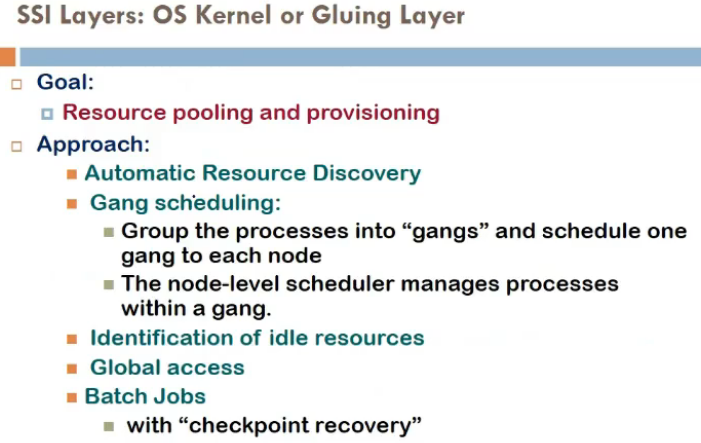 SSI Layers: OS Kernel or Gluing Layer
Goal:
Resource pooling and provisioning
Approach:
Automatic Resource Discovery
Gang scheduling:
Group the processes into “gangs” and schedule one
gang to each node
The node-level scheduler manages processes
within a gang.
Identification of idle resources
Global access
Batch Jobs
with “checkpoint recovery”